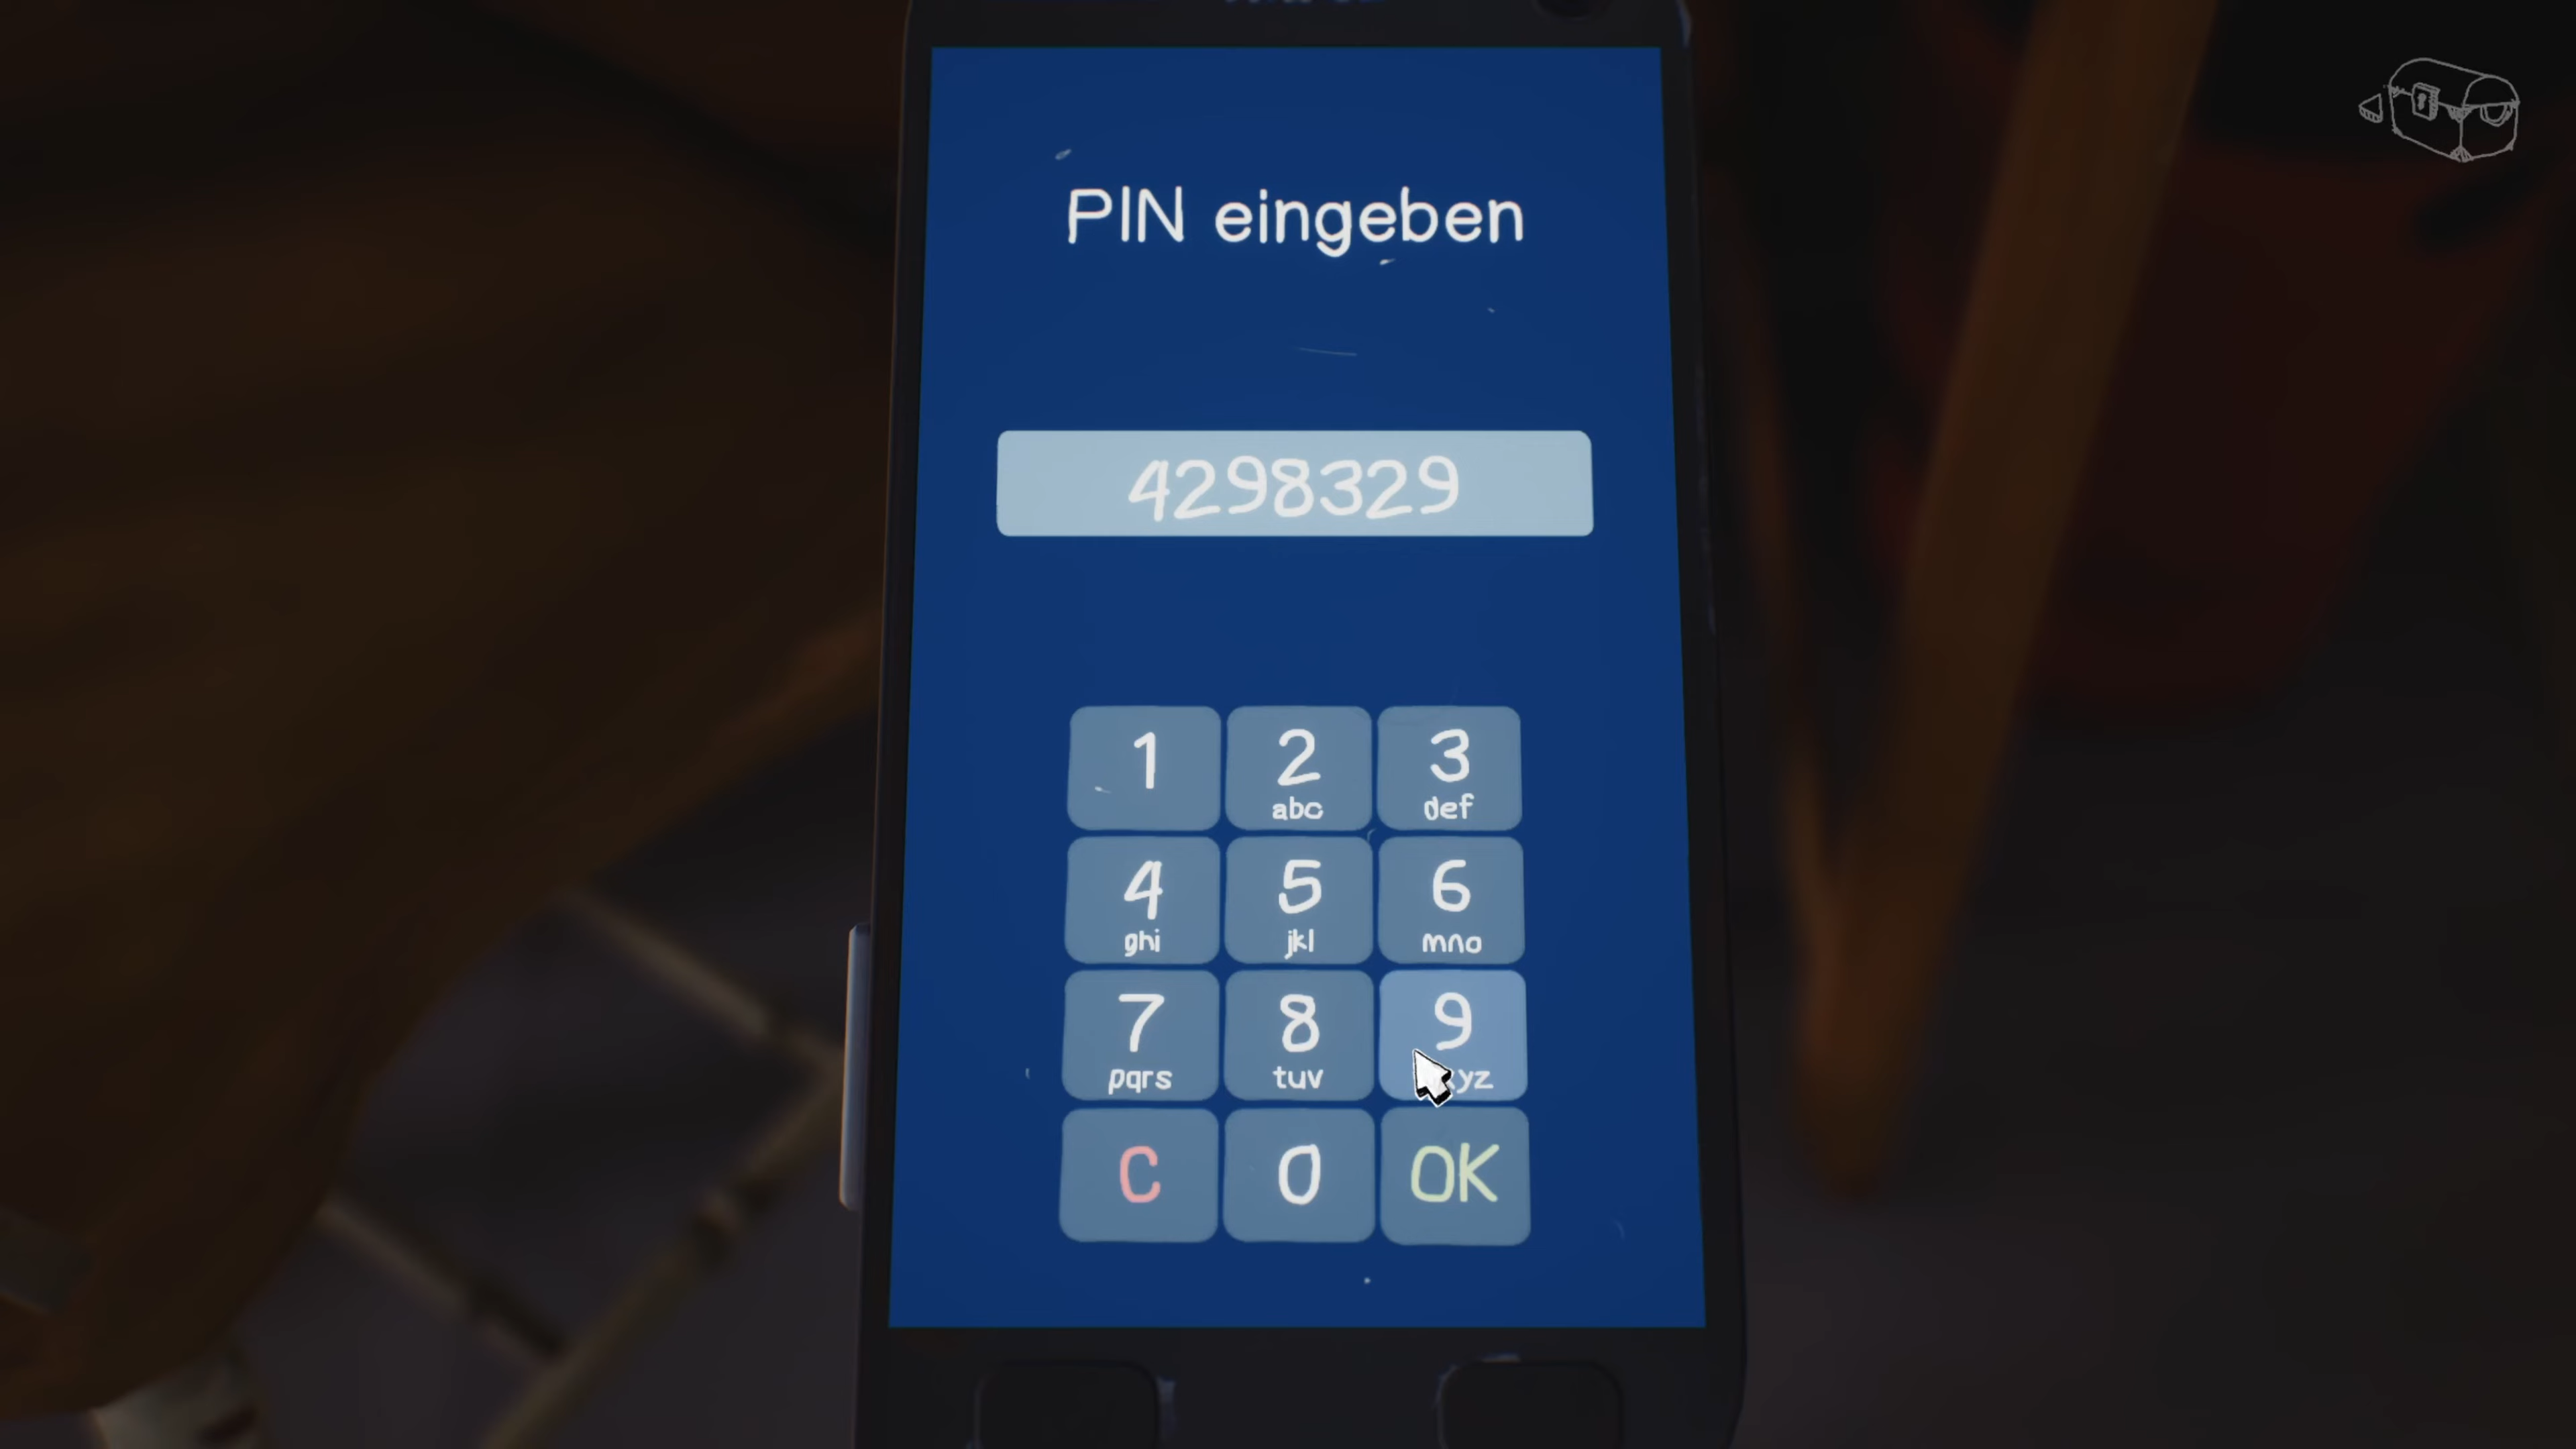 PIN eingeben
4298329
1 2 3
abc def
4 5 6
ghi jkl mno
7 8 9
pqrs tuv yz
C 0 OK